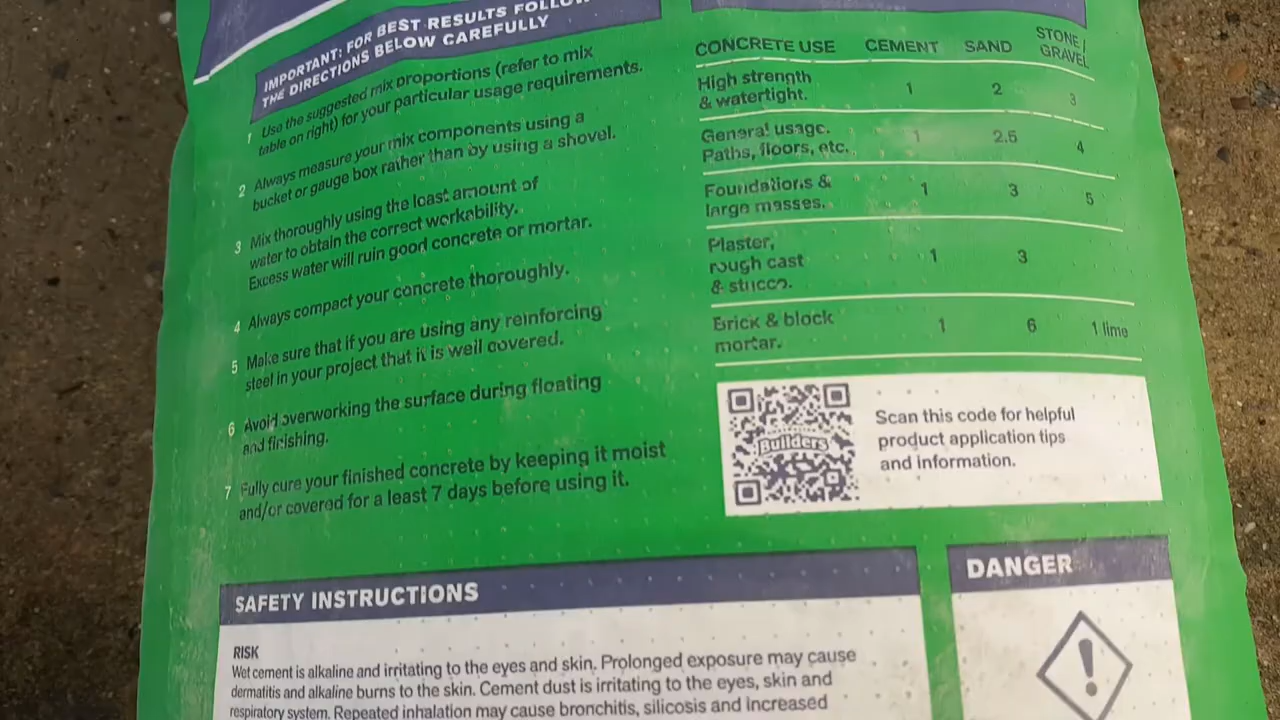 IMPORTANT: FOR BEST RESULTS FOLLOW
THE DIRECTIONS BELOW CAREFULLY
1 Use the suggested mix proportions (refer to mix
table on right) for your particular usage requirements.
2 Always measure your mix components using a
bucket or gauge box rather than by using a shovel.
3 Mix thoroughly using the least amount of
water to obtain the correct workability.
Excess water will ruin good concrete or mortar.
4 Always compact your concrete thoroughly.
5 Make sure that if you are using any reinforcing
steel in your project that it is well covered.
6 Avoid overworking the surface during floating
and finishing.
7 Fully cure your finished concrete by keeping it moist
and/or covered for a least 7 days before using it.
CONCRETE USE CEMENT SAND STONE /
GRAVEL
High strength
& watertight. 1 2 3
General usage.
Paths, floors, etc. 1 2.5 4
Foundations &
large masses. 1 3 5
Plaster,
rough cast 1 3
& stucco.
Brick & block 1 6 1 lime
mortar.
Builders
Scan this code for helpful
product application tips
and information.
SAFETY INSTRUCTIONS
RISK
Wet cement is alkaline and irritating to the eyes and skin. Prolonged exposure may cause
dermatitis and alkaline burns to the skin. Cement dust is irritating to the eyes, skin and
respiratory system. Repeated inhalation may cause bronchitis, silicosis and increased
DANGER